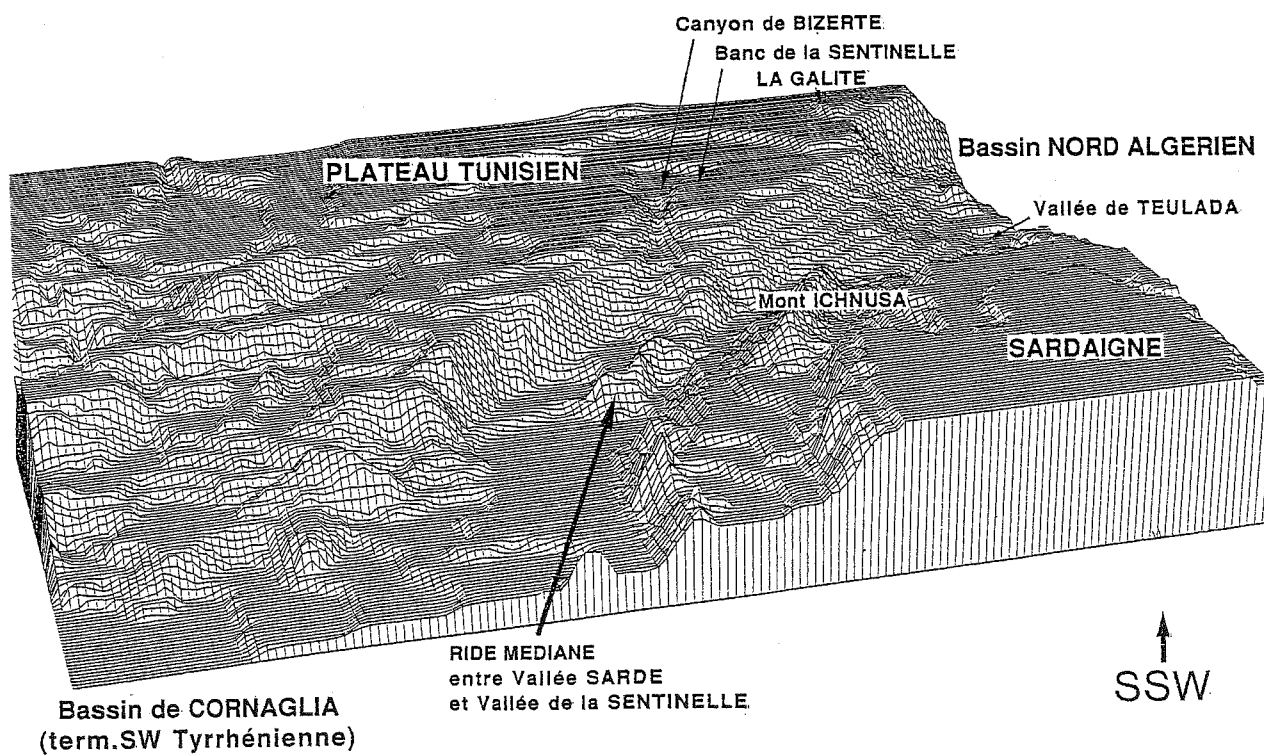 Canyon de BIZERTE
Banc de la SENTINELLE
LA GALITE
Bassin NORD ALGERIEN
PLATEAU TUNISIEN
Vallée de TEULADA
Mont ICHNUSA
SARDAIGNE
RIDE MEDIANE
entre Vallée SARDE
et Vallée de la SENTINELLE
SSW
Bassin de CORNAGLIA
(term.SW Tyrrhénienne)